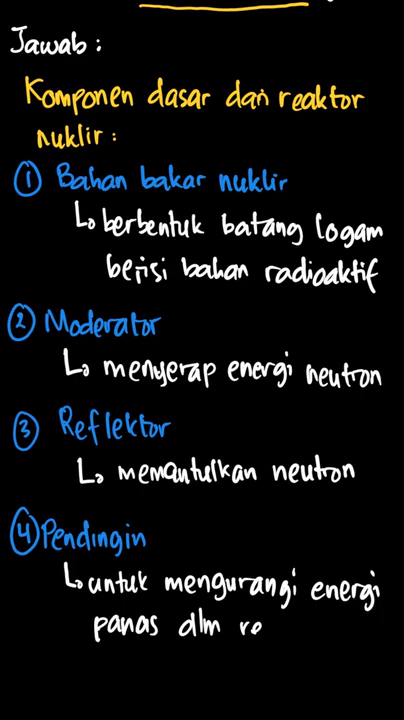 Jawab :
Komponen dasar dari reaktor
nuklir :
① Bahan bakar nuklir
↳ berbentuk batang logam
berisi bahan radioaktif
② Moderator
↳ menyerap energi neutron
③ Reflektor
↳ memantulkan neutron
④ Pendingin
↳ untuk mengurangi energi
panas dlm re